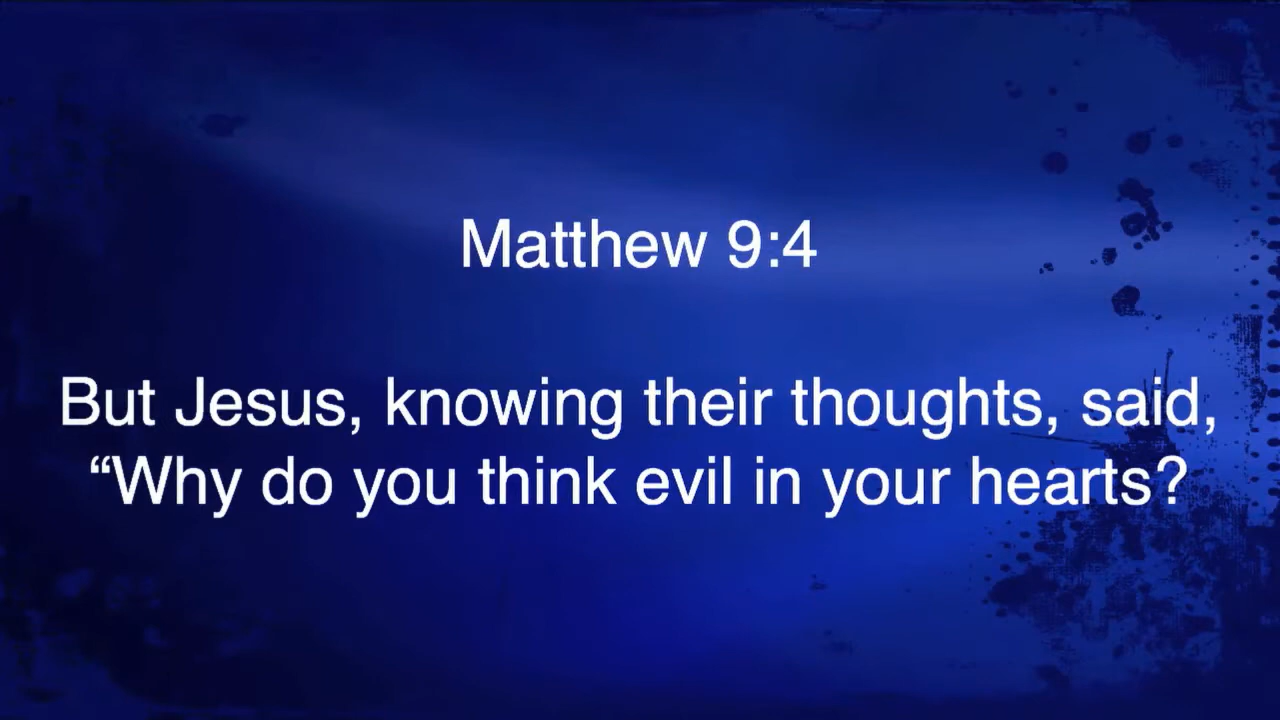 Matthew 9:4
But Jesus, knowing their thoughts, said,
“Why do you think evil in your hearts?